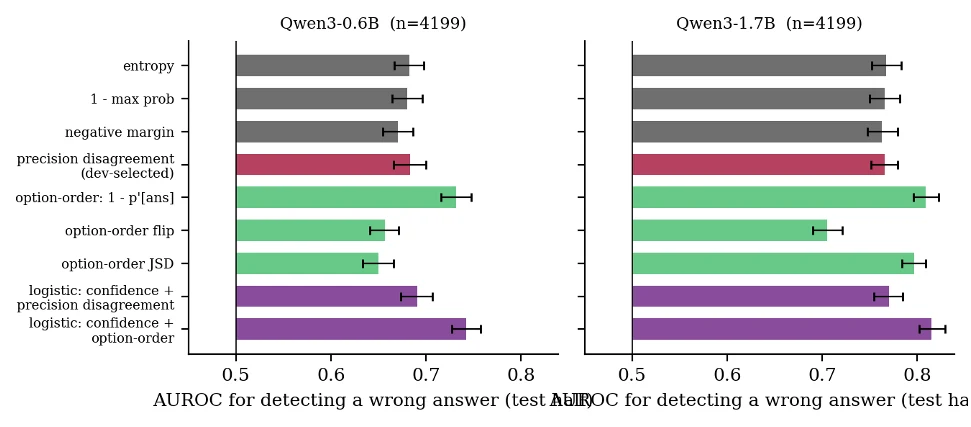 Qwen3-0.6B (n=4199)
Qwen3-1.7B (n=4199)
entropy
1 - max prob
negative margin
precision disagreement
(dev-selected)
option-order: 1 - p'[ans]
option-order flip
option-order JSD
logistic: confidence +
precision disagreement
logistic: confidence +
option-order
0.5 0.6 0.7 0.8
0.5 0.6 0.7 0.8
AUROC for detecting a wrong answer (test half)
AUROC for detecting a wrong answer (test ha